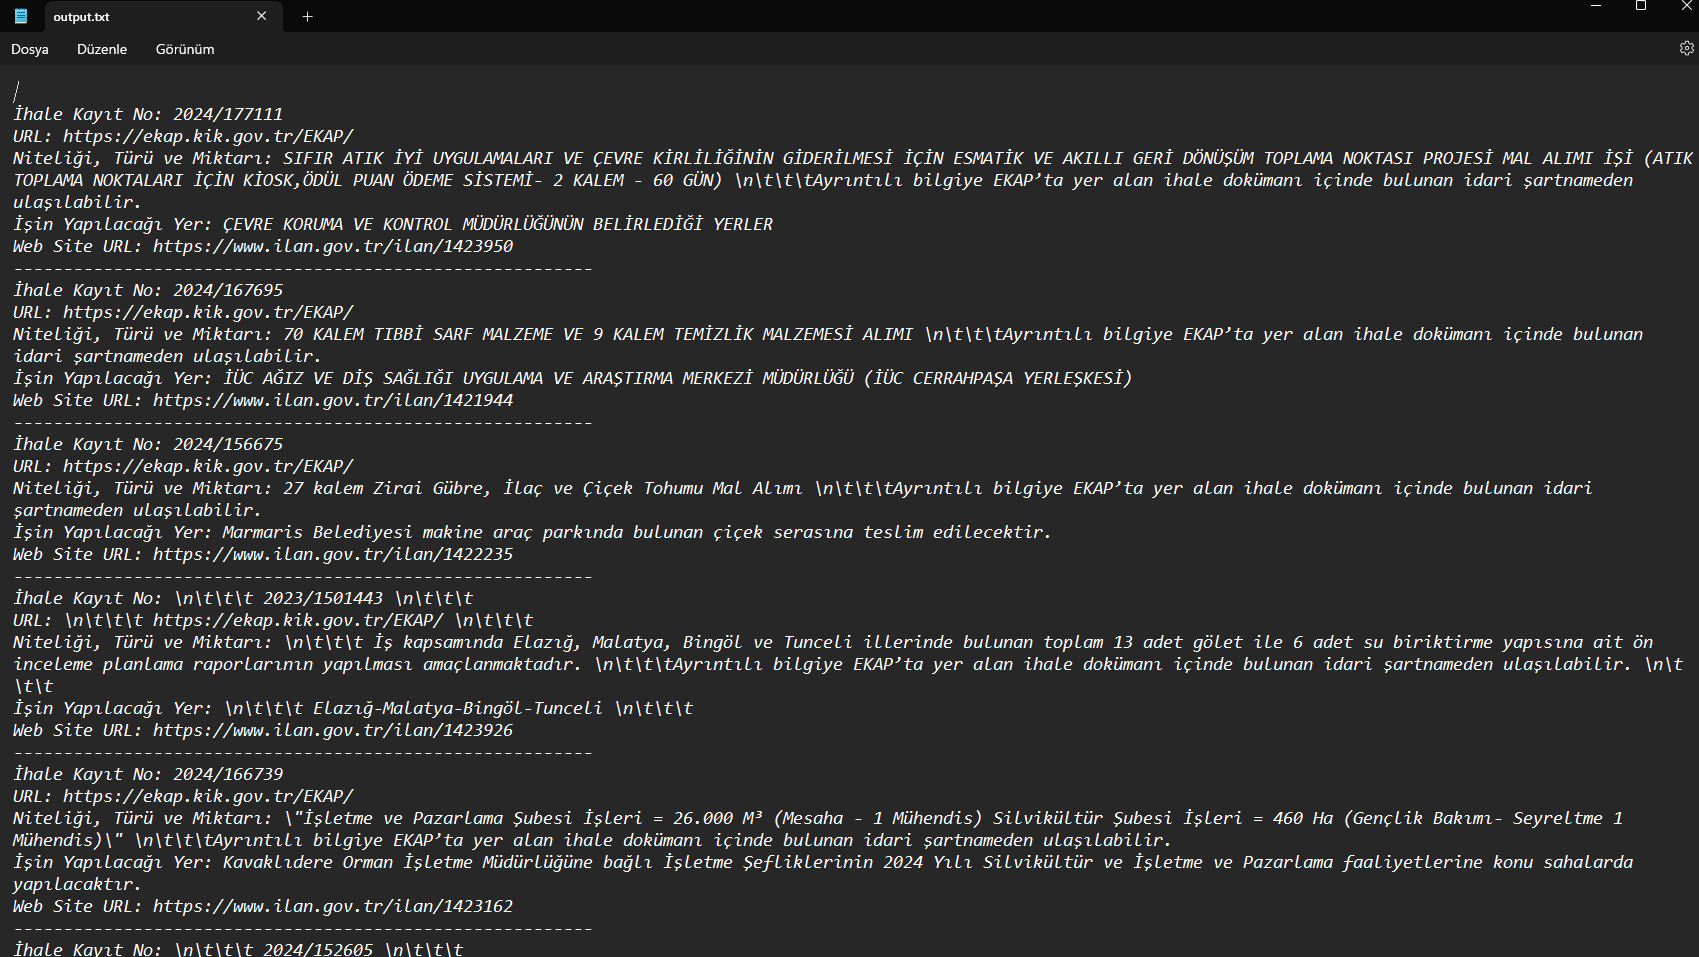 output.txt
Dosya Düzenle Görünüm
İhale Kayıt No: 2024/177111
URL: https://ekap.kik.gov.tr/EKAP/
Niteliği, Türü ve Miktarı: SIFIR ATIK İYİ UYGULAMALARI VE ÇEVRE KİRLİLİĞİNİN GİDERİLMESİ İÇİN ESMATİK VE AKILLI GERİ DÖNÜŞÜM TOPLAMA NOKTASI PROJESİ MAL ALIMI İŞİ (ATIK
TOPLAMA NOKTALARI İÇİN KİOSK,ÖDÜL PUAN ÖDEME SİSTEMİ- 2 KALEM - 60 GÜN) \n\t\t\tAyrıntılı bilgiye EKAP’ta yer alan ihale dokümanı içinde bulunan idari şartnameden
ulaşılabilir.
İşin Yapılacağı Yer: ÇEVRE KORUMA VE KONTROL MÜDÜRLÜĞÜNÜN BELİRLEDİĞİ YERLER
Web Site URL: https://www.ilan.gov.tr/ilan/1423950
----------------------------------------------------------
İhale Kayıt No: 2024/167695
URL: https://ekap.kik.gov.tr/EKAP/
Niteliği, Türü ve Miktarı: 70 KALEM TIBBİ SARF MALZEME VE 9 KALEM TEMİZLİK MALZEMESİ ALIMI \n\t\t\tAyrıntılı bilgiye EKAP’ta yer alan ihale dokümanı içinde bulunan
idari şartnameden ulaşılabilir.
İşin Yapılacağı Yer: İÜC AĞIZ VE DİŞ SAĞLIĞI UYGULAMA VE ARAŞTIRMA MERKEZİ MÜDÜRLÜĞÜ (İÜC CERRAHPAŞA YERLEŞKESİ)
Web Site URL: https://www.ilan.gov.tr/ilan/1421944
----------------------------------------------------------
İhale Kayıt No: 2024/156675
URL: https://ekap.kik.gov.tr/EKAP/
Niteliği, Türü ve Miktarı: 27 kalem Zirai Gübre, İlaç ve Çiçek Tohumu Mal Alımı \n\t\t\tAyrıntılı bilgiye EKAP’ta yer alan ihale dokümanı içinde bulunan idari
şartnameden ulaşılabilir.
İşin Yapılacağı Yer: Marmaris Belediyesi makine araç parkında bulunan çiçek serasına teslim edilecektir.
Web Site URL: https://www.ilan.gov.tr/ilan/1422235
----------------------------------------------------------
İhale Kayıt No: \n\t\t\t 2023/1501443 \n\t\t\t
URL: \n\t\t\t https://ekap.kik.gov.tr/EKAP/ \n\t\t\t
Niteliği, Türü ve Miktarı: \n\t\t\t İş kapsamında Elazığ, Malatya, Bingöl ve Tunceli illerinde bulunan toplam 13 adet gölet ile 6 adet su biriktirme yapısına ait ön
inceleme planlama raporlarının yapılması amaçlanmaktadır. \n\t\t\tAyrıntılı bilgiye EKAP’ta yer alan ihale dokümanı içinde bulunan idari şartnameden ulaşılabilir. \n\t
\t\t
İşin Yapılacağı Yer: \n\t\t\t Elazığ-Malatya-Bingöl-Tunceli \n\t\t\t
Web Site URL: https://www.ilan.gov.tr/ilan/1423926
----------------------------------------------------------
İhale Kayıt No: 2024/166739
URL: https://ekap.kik.gov.tr/EKAP/
Niteliği, Türü ve Miktarı: \"İşletme ve Pazarlama Şubesi İşleri = 26.000 M³ (Mesaha - 1 Mühendis) Silvikültür Şubesi İşleri = 460 Ha (Gençlik Bakımı- Seyreltme 1
Mühendis)\" \n\t\t\tAyrıntılı bilgiye EKAP’ta yer alan ihale dokümanı içinde bulunan idari şartnameden ulaşılabilir.
İşin Yapılacağı Yer: Kavaklıdere Orman İşletme Müdürlüğüne bağlı İşletme Şefliklerinin 2024 Yılı Silvikültür ve İşletme ve Pazarlama faaliyetlerine konu sahalarda
yapılacaktır.
Web Site URL: https://www.ilan.gov.tr/ilan/1423162
----------------------------------------------------------
İhale Kayıt No: \n\t\t\t 2024/152605 \n\t\t\t